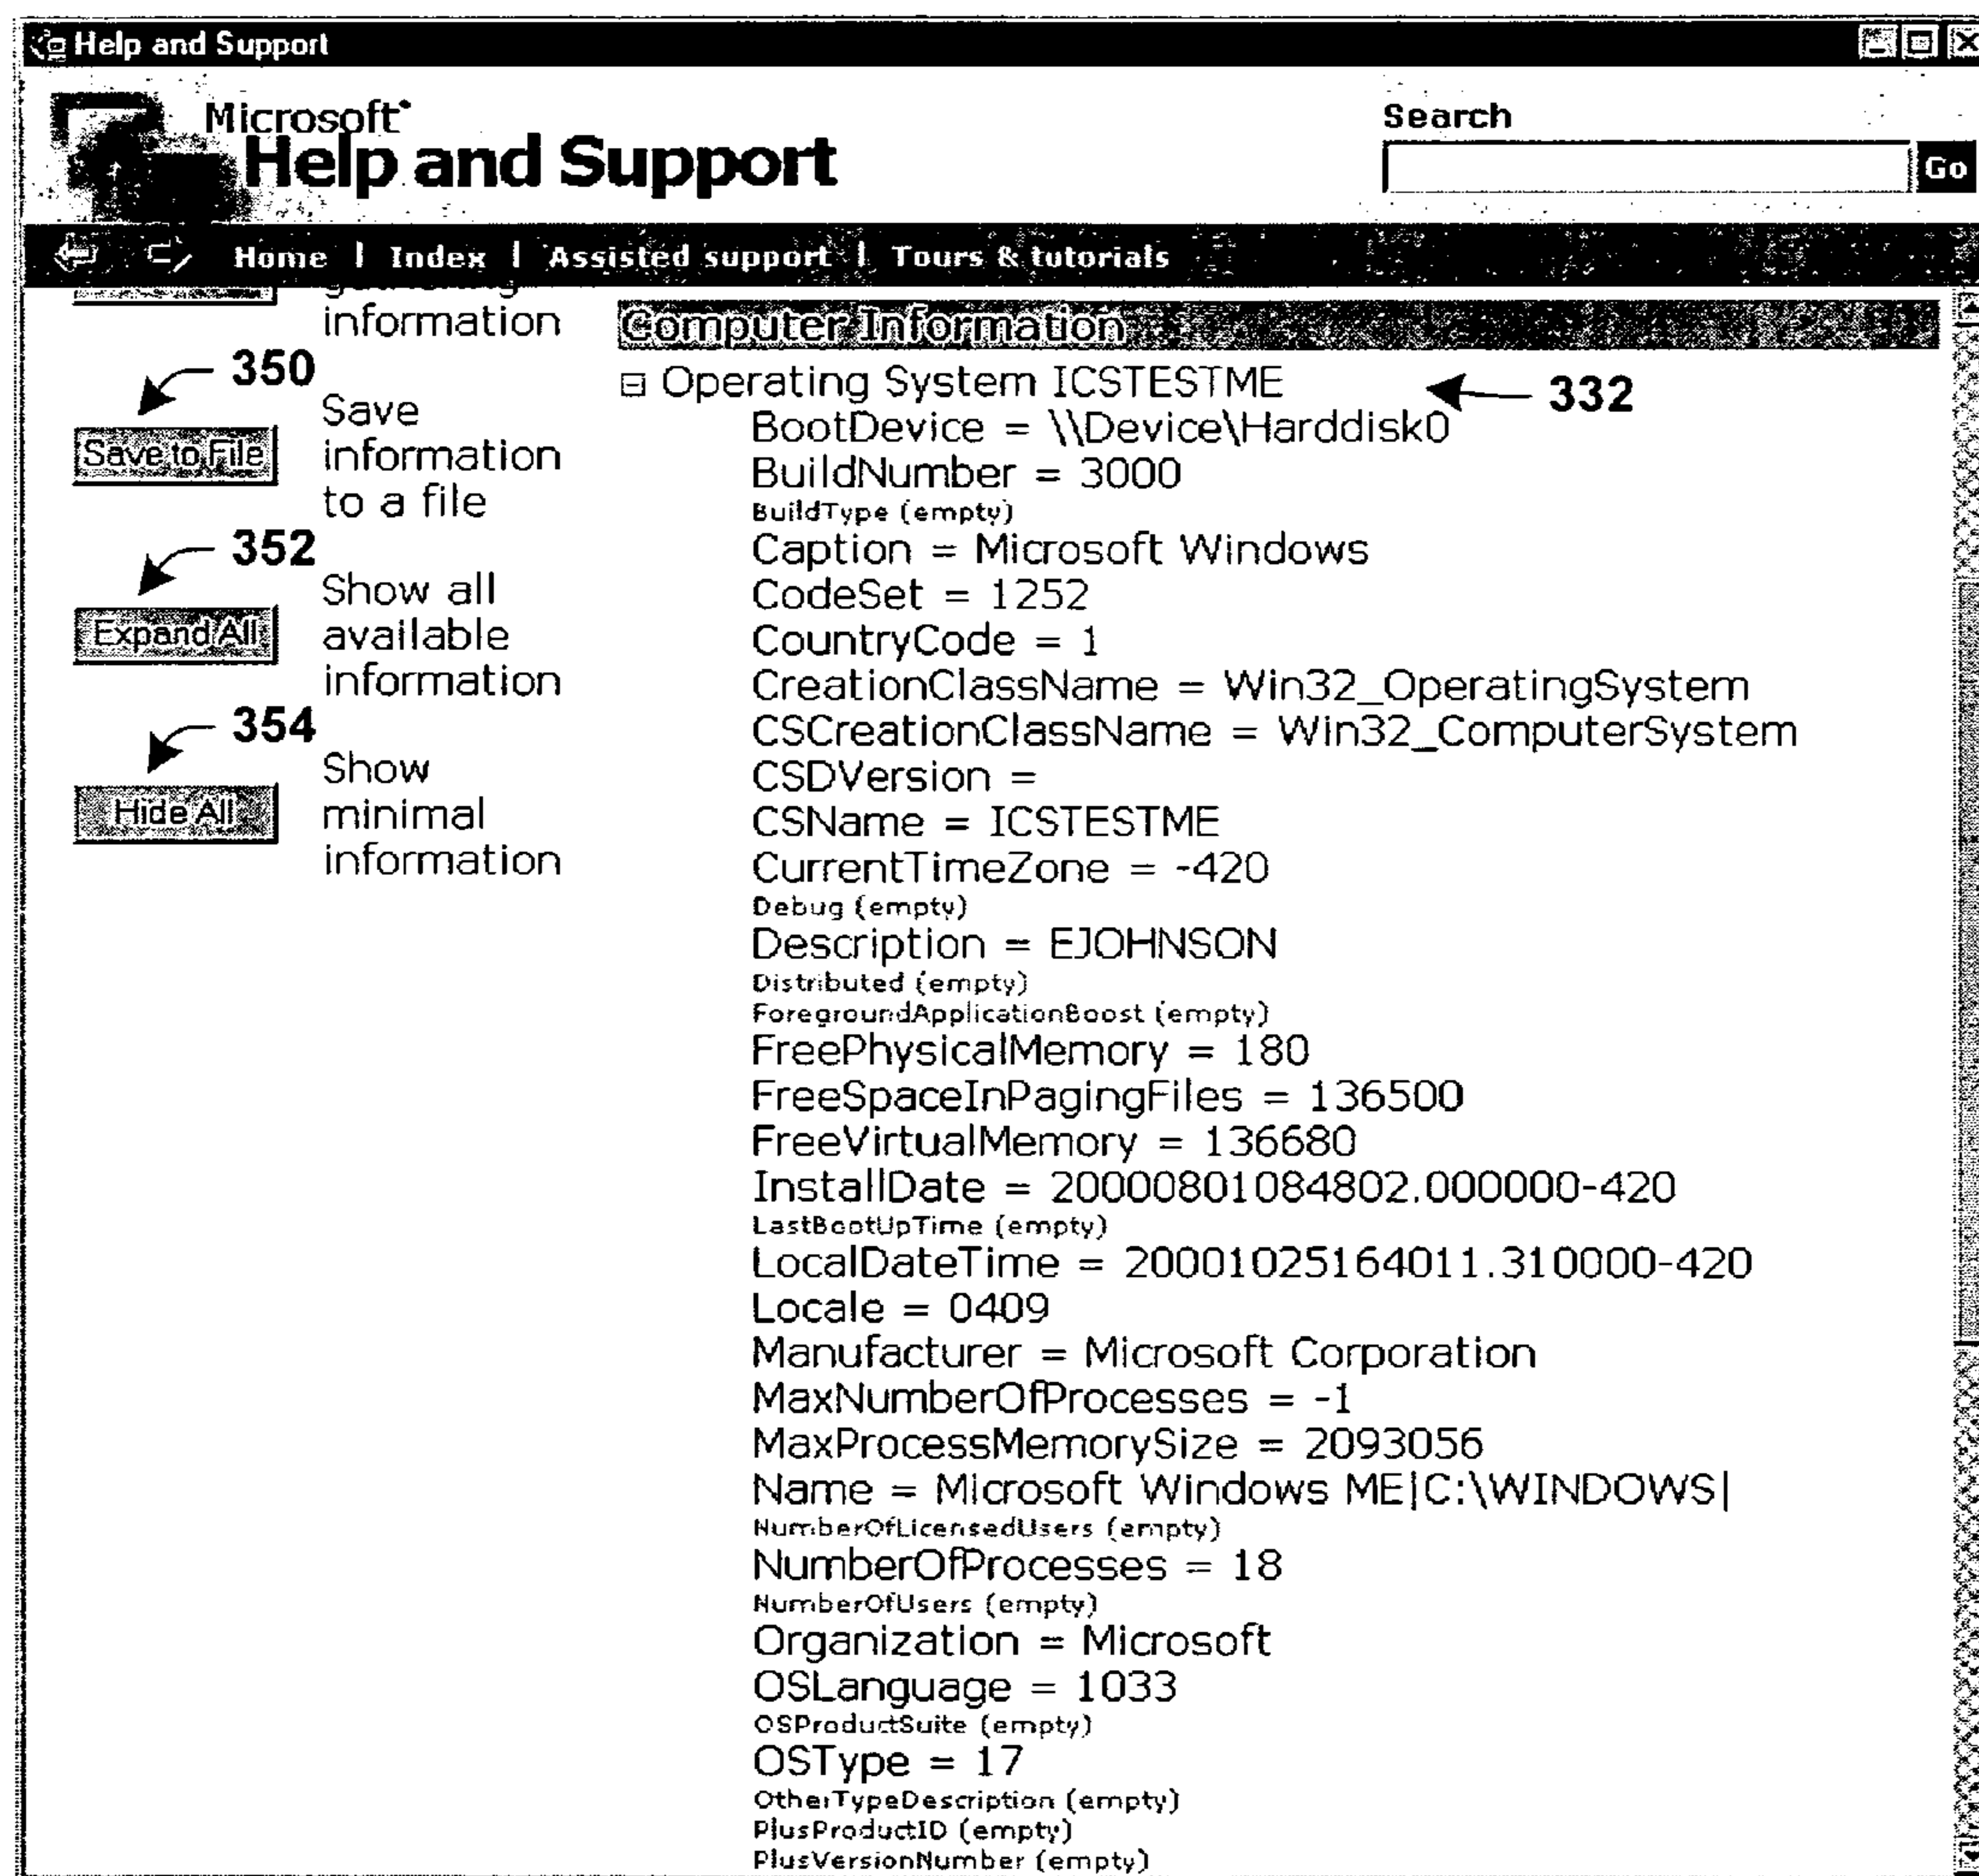 Help and Support
Microsoft
Help and Support
Search
Go
Home | Index | Assisted support | Tours & tutorials
information
350
Save to File
Save
information
to a file
352
Expand All
Show all
available
information
354
Hide All
Show
minimal
information
Computer Information
Operating System ICSTESTME
332
BootDevice = \\Device\Harddisk0
BuildNumber = 3000
BuildType (empty)
Caption = Microsoft Windows
CodeSet = 1252
CountryCode = 1
CreationClassName = Win32_OperatingSystem
CSCreationClassName = Win32_ComputerSystem
CSDVersion =
CSName = ICSTESTME
CurrentTimeZone = -420
Debug (empty)
Description = EJOHNSON
Distributed (empty)
ForegroundApplicationBoost (empty)
FreePhysicalMemory = 180
FreeSpaceInPagingFiles = 136500
FreeVirtualMemory = 136680
InstallDate = 20000801084802.000000-420
LastBootUpTime (empty)
LocalDateTime = 20001025164011.310000-420
Locale = 0409
Manufacturer = Microsoft Corporation
MaxNumberOfProcesses = -1
MaxProcessMemorySize = 2093056
Name = Microsoft Windows ME|C:\WINDOWS|
NumberOfLicensedUsers (empty)
NumberOfProcesses = 18
NumberOfUsers (empty)
Organization = Microsoft
OSLanguage = 1033
OSProductSuite (empty)
OSType = 17
OtherTypeDescription (empty)
PlusProductID (empty)
PlusVersionNumber (empty)